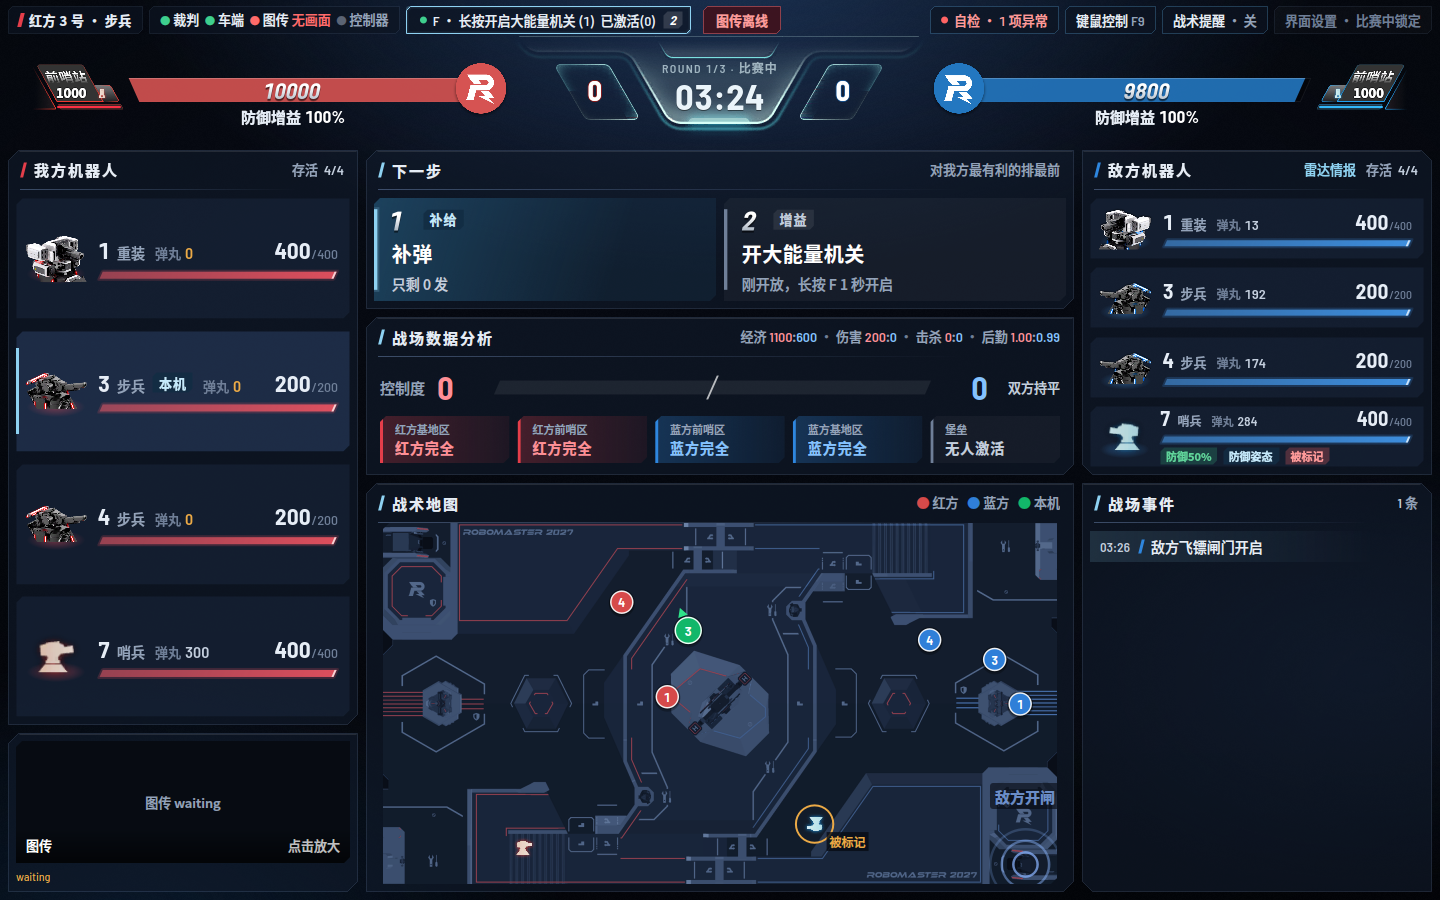 红方 3 号 · 步兵
裁判 车端 图传 无画面 控制器
F · 长按开启大能量机关 (1) 已激活(0) 2
图传离线
自检 · 1 项异常
键鼠控制 F9
战术提醒 · 关
界面设置 · 比赛中锁定
前哨站
1000
10000
防御增益 100%
0
ROUND 1/3 · 比赛中
03:24
0
9800
防御增益 100%
前哨站
1000
我方机器人
存活 4/4
1 重装 弹丸 0 400/400
3 步兵 本机 弹丸 0 200/200
4 步兵 弹丸 0 200/200
7 哨兵 弹丸 300 400/400
图传 waiting
图传
点击放大
waiting
下一步
对我方最有利的排最前
1 补给
补弹
只剩 0 发
2 增益
开大能量机关
刚开放，长按 F 1 秒开启
战场数据分析
经济 1100:600 · 伤害 200:0 · 击杀 0:0 · 后勤 1.00:0.99
控制度 0
0 双方持平
红方基地区
红方完全
红方前哨区
红方完全
蓝方前哨区
蓝方完全
蓝方基地区
蓝方完全
堡垒
无人激活
战术地图
红方 蓝方 本机
ROBOMASTER 2027
4
3
4
3
1
1
敌方开闸
被标记
ROBOMASTER 2027
敌方机器人
雷达情报 存活 4/4
1 重装 弹丸 13 400/400
3 步兵 弹丸 192 200/200
4 步兵 弹丸 174 200/200
7 哨兵 弹丸 284 400/400
防御50% 防御姿态 被标记
战场事件
1 条
03:26 敌方飞镖闸门开启